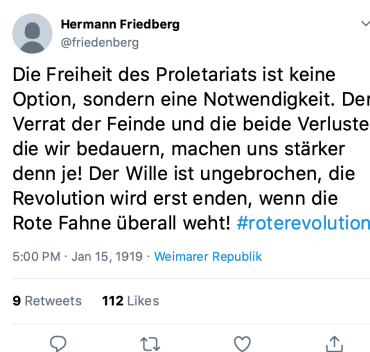 Hermann Friedberg
@friedenberg
Die Freiheit des Proletariats ist keine
Option, sondern eine Notwendigkeit. Der
Verrat der Feinde und die beide Verluste
die wir bedauern, machen uns stärker
denn je! Der Wille ist ungebrochen, die
Revolution wird erst enden, wenn die
Rote Fahne überall weht! #roterevolution
5:00 PM · Jan 15, 1919 · Weimarer Republik
9 Retweets 112 Likes